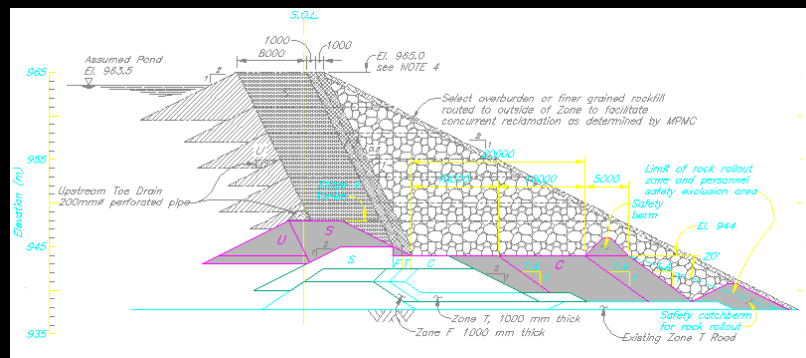 S.O.L.
1000
1000
8000
Assumed Pond
El. 963.5
El. 965.0
see NOTE 4
965
955
945
935
Elevation (m)
Select overburden or finer grained rockfill
routed to outside of Zone to facilitate
concurrent reclamation as determined by MPMC
U
Upstream Toe Drain
200mmø perforated pipe
5000
Limit of rock rollout
zone and personnel
safety exclusion area
Safety
berm
El. 944
20'
U
S
S
F
T
C
C
Zone T, 1000 mm thick
Zone F 1000 mm thick
Safety catchberm
for rock rollout
Existing Zone T Road